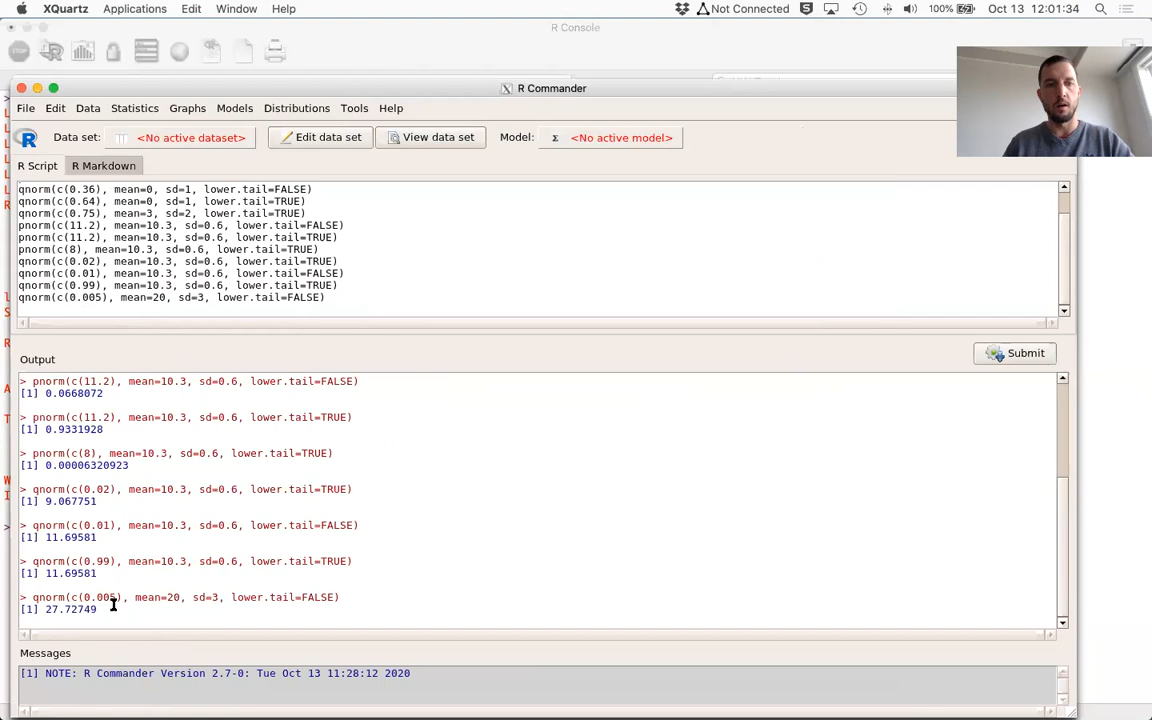 XQuartz Applications Edit Window Help Not Connected 100% Oct 13 12:01:34
R Console
R Commander
File Edit Data Statistics Graphs Models Distributions Tools Help
Data set: <No active dataset> Edit data set View data set Model: Σ <No active model>
R Script R Markdown
qnorm(c(0.36), mean=0, sd=1, lower.tail=FALSE)
qnorm(c(0.64), mean=0, sd=1, lower.tail=TRUE)
qnorm(c(0.75), mean=3, sd=2, lower.tail=TRUE)
pnorm(c(11.2), mean=10.3, sd=0.6, lower.tail=FALSE)
pnorm(c(11.2), mean=10.3, sd=0.6, lower.tail=TRUE)
pnorm(c(8), mean=10.3, sd=0.6, lower.tail=TRUE)
qnorm(c(0.02), mean=10.3, sd=0.6, lower.tail=TRUE)
qnorm(c(0.01), mean=10.3, sd=0.6, lower.tail=FALSE)
qnorm(c(0.99), mean=10.3, sd=0.6, lower.tail=TRUE)
qnorm(c(0.005), mean=20, sd=3, lower.tail=FALSE)
Output
Submit
> pnorm(c(11.2), mean=10.3, sd=0.6, lower.tail=FALSE)
[1] 0.0668072
> pnorm(c(11.2), mean=10.3, sd=0.6, lower.tail=TRUE)
[1] 0.9331928
> pnorm(c(8), mean=10.3, sd=0.6, lower.tail=TRUE)
[1] 0.00006320923
> qnorm(c(0.02), mean=10.3, sd=0.6, lower.tail=TRUE)
[1] 9.067751
> qnorm(c(0.01), mean=10.3, sd=0.6, lower.tail=FALSE)
[1] 11.69581
> qnorm(c(0.99), mean=10.3, sd=0.6, lower.tail=TRUE)
[1] 11.69581
> qnorm(c(0.005), mean=20, sd=3, lower.tail=FALSE)
[1] 27.72749
Messages
[1] NOTE: R Commander Version 2.7-0: Tue Oct 13 11:28:12 2020